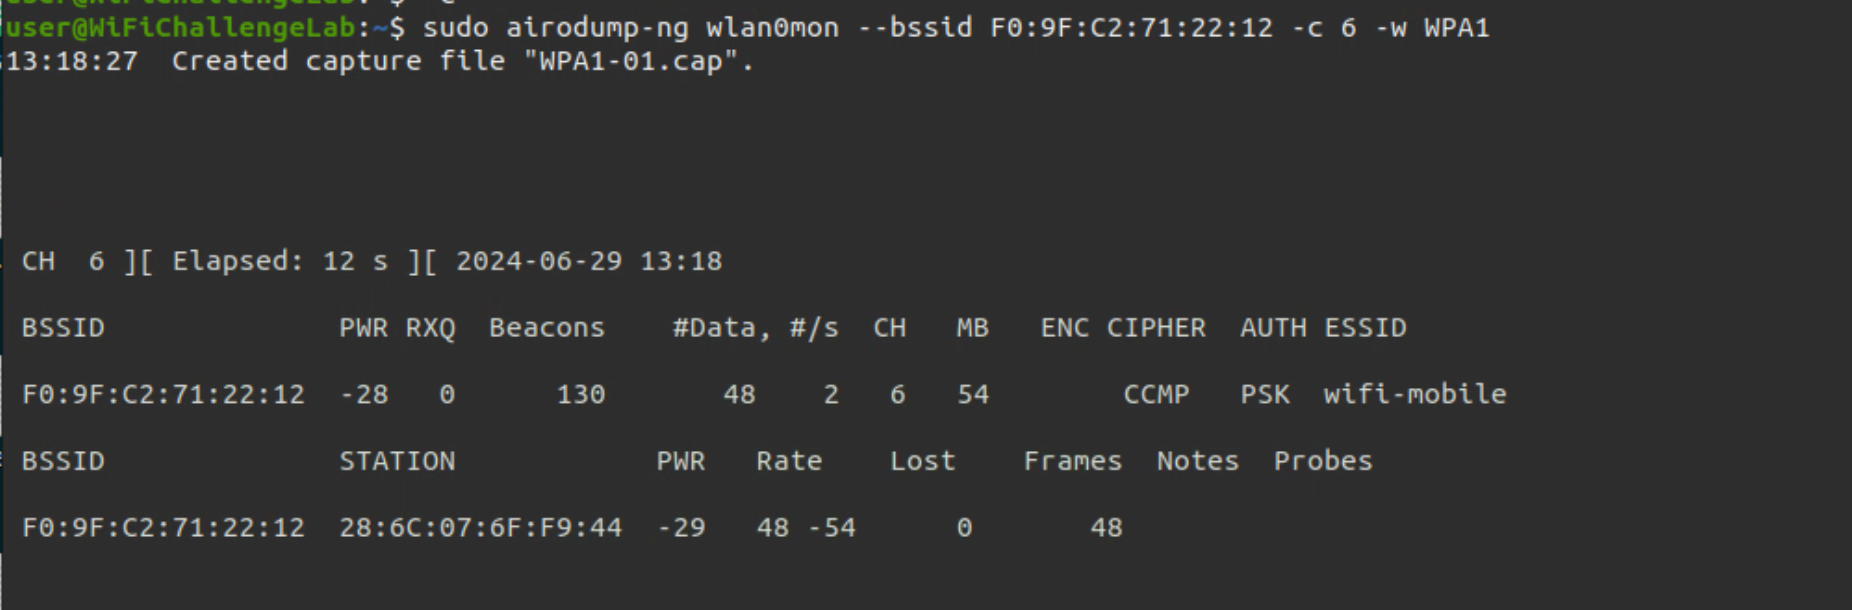 user@WiFiChallengeLab:~$ sudo airodump-ng wlan0mon --bssid F0:9F:C2:71:22:12 -c 6 -w WPA1
13:18:27  Created capture file "WPA1-01.cap".
CH  6 ][ Elapsed: 12 s ][ 2024-06-29 13:18
BSSID              PWR RXQ  Beacons    #Data, #/s  CH   MB   ENC CIPHER  AUTH ESSID
F0:9F:C2:71:22:12  -28   0      130       48    2   6   54        CCMP   PSK  wifi-mobile
BSSID              STATION            PWR   Rate    Lost    Frames  Notes  Probes
F0:9F:C2:71:22:12  28:6C:07:6F:F9:44  -29   48 -54      0       48